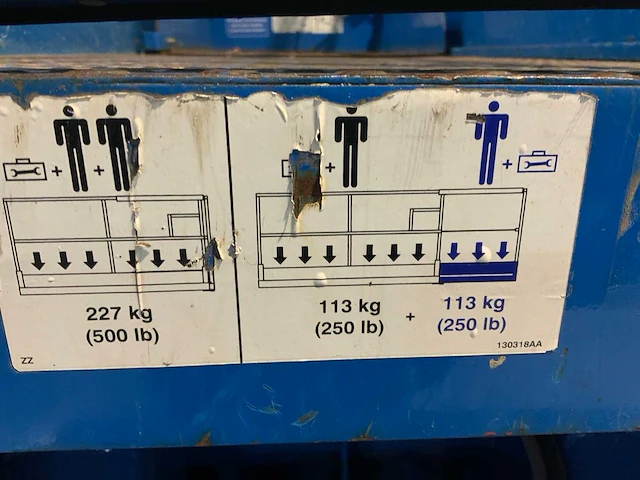 227 kg
(500 lb)
113 kg
(250 lb)
+
113 kg
(250 lb)
130318AA
ZZ